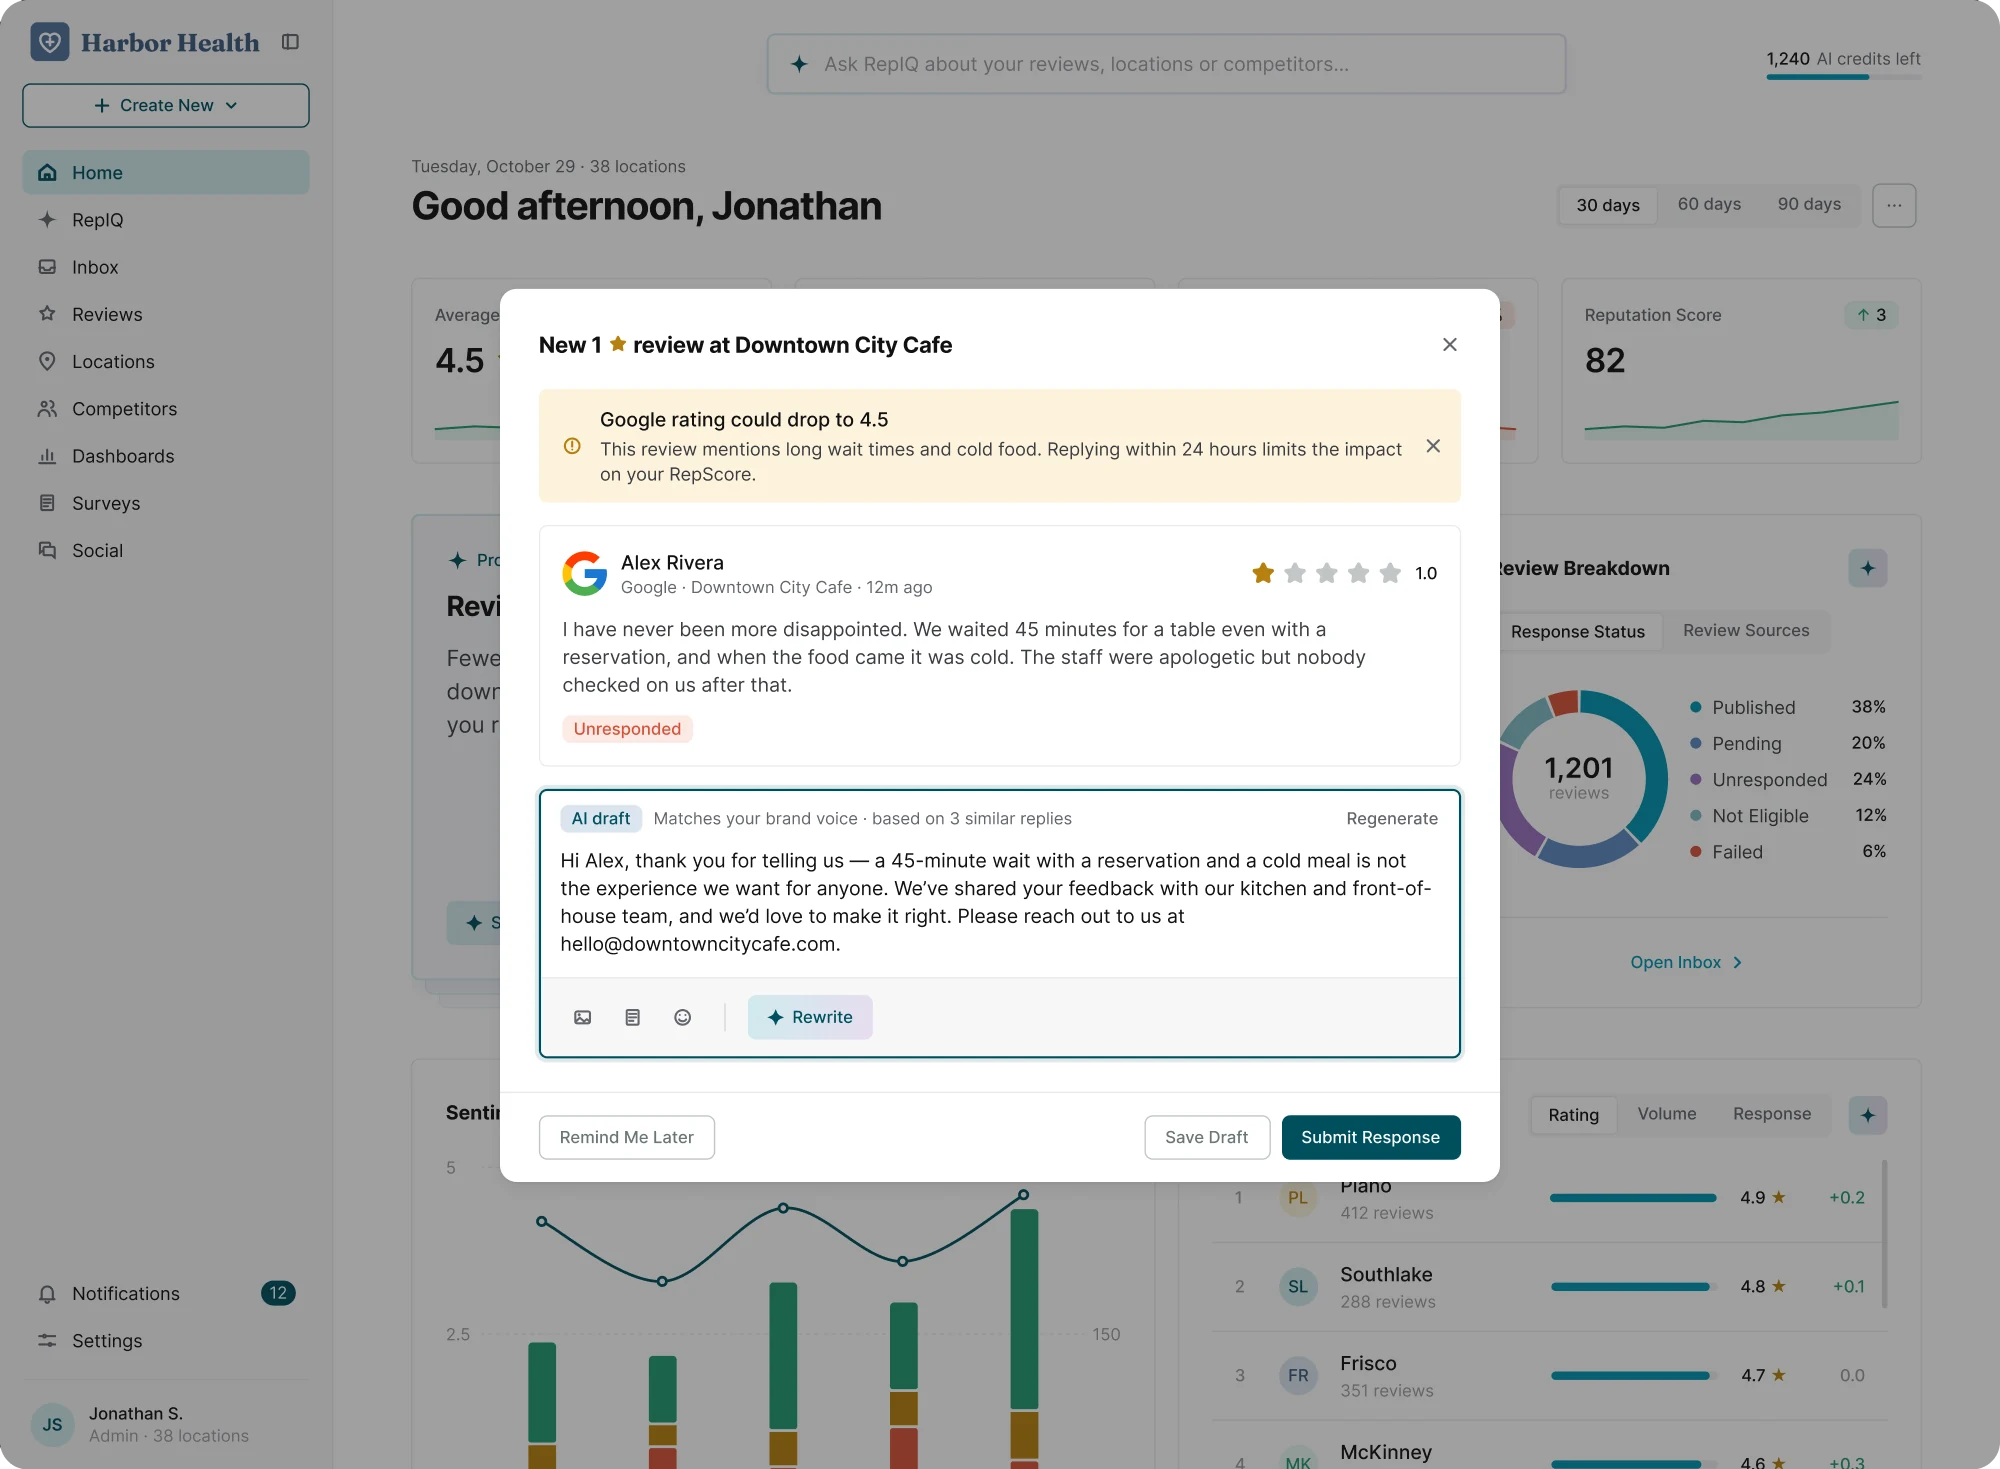 Harbor Health
Create New
Home
RepIQ
Inbox
Reviews
Locations
Competitors
Dashboards
Surveys
Social
Notifications 12
Settings
JS Jonathan S.
Admin · 38 locations
Ask RepIQ about your reviews, locations or competitors...
1,240 AI credits left
Tuesday, October 29 · 38 locations
Good afternoon, Jonathan
30 days 60 days 90 days
Average
4.5
Reputation Score 3
82
New 1 review at Downtown City Cafe
Google rating could drop to 4.5
This review mentions long wait times and cold food. Replying within 24 hours limits the impact
on your RepScore.
Alex Rivera
Google · Downtown City Cafe · 12m ago
1.0
I have never been more disappointed. We waited 45 minutes for a table even with a
reservation, and when the food came it was cold. The staff were apologetic but nobody
checked on us after that.
Unresponded
AI draft Matches your brand voice · based on 3 similar replies Regenerate
Hi Alex, thank you for telling us — a 45-minute wait with a reservation and a cold meal is not
the experience we want for anyone. We’ve shared your feedback with our kitchen and front-of-
house team, and we’d love to make it right. Please reach out to us at
hello@downtowncitycafe.com.
Rewrite
Remind Me Later Save Draft Submit Response
Review Breakdown
Response Status Review Sources
1,201
reviews
Published 38%
Pending 20%
Unresponded 24%
Not Eligible 12%
Failed 6%
Open Inbox
5
2.5 150
Rating Volume Response
1 PL Plano 4.9 +0.2
412 reviews
2 SL Southlake 4.8 +0.1
288 reviews
3 FR Frisco 4.7 0.0
351 reviews
4 MK McKinney 4.6 +0.3